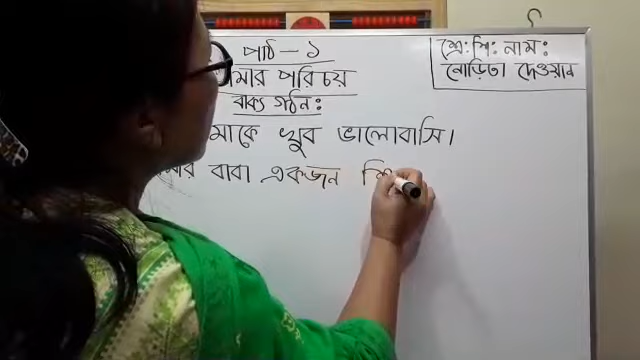 পাঠ - ১
মার পরিচয়
বাক্য গঠন:
মাকে খুব ভালোবাসি।
বাবা একজন শি
শ্রে: শি: নাম:
নোড়িতা দেওয়ান